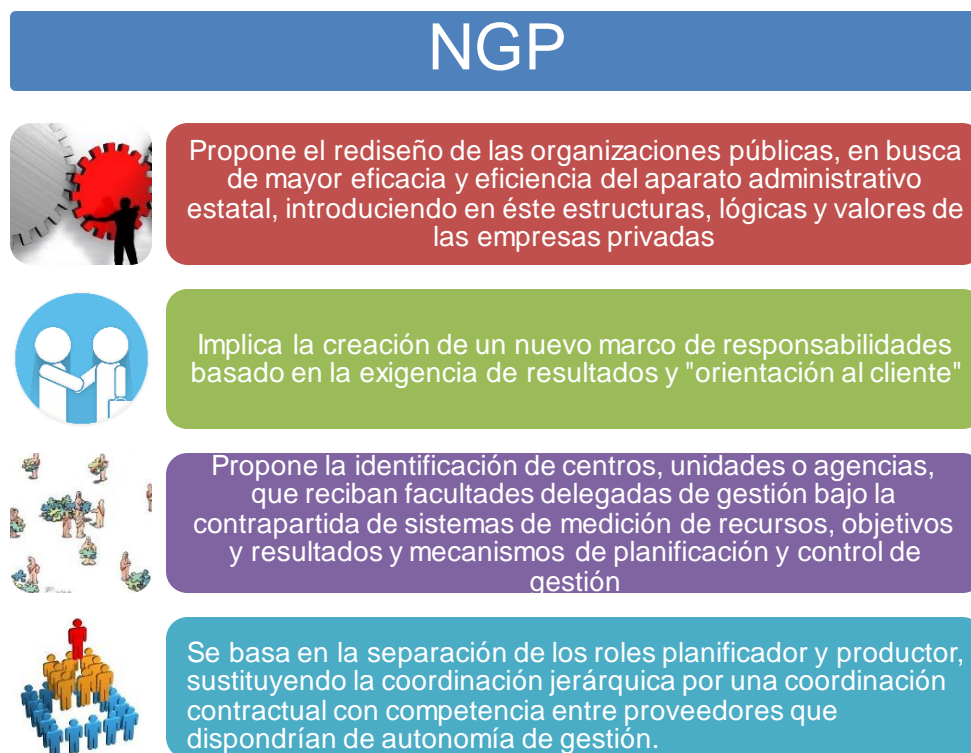 NGP
Propone el rediseño de las organizaciones públicas, en busca
de mayor eficacia y eficiencia del aparato administrativo
estatal, introduciendo en éste estructuras, lógicas y valores de
las empresas privadas
Implica la creación de un nuevo marco de responsabilidades
basado en la exigencia de resultados y "orientación al cliente"
Propone la identificación de centros, unidades o agencias,
que reciban facultades delegadas de gestión bajo la
contrapartida de sistemas de medición de recursos, objetivos
y resultados y mecanismos de planificación y control de
gestión
Se basa en la separación de los roles planificador y productor,
sustituyendo la coordinación jerárquica por una coordinación
contractual con competencia entre proveedores que
dispondrían de autonomía de gestión.